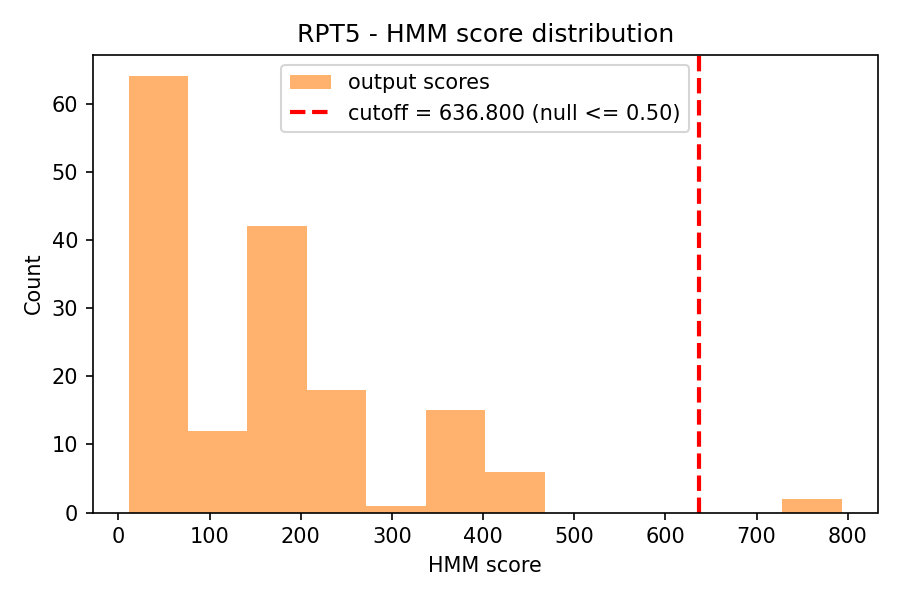 RPT5 - HMM score distribution
output scores
cutoff = 636.800 (null <= 0.50)
Count
60
50
40
30
20
10
0
0 100 200 300 400 500 600 700 800
HMM score